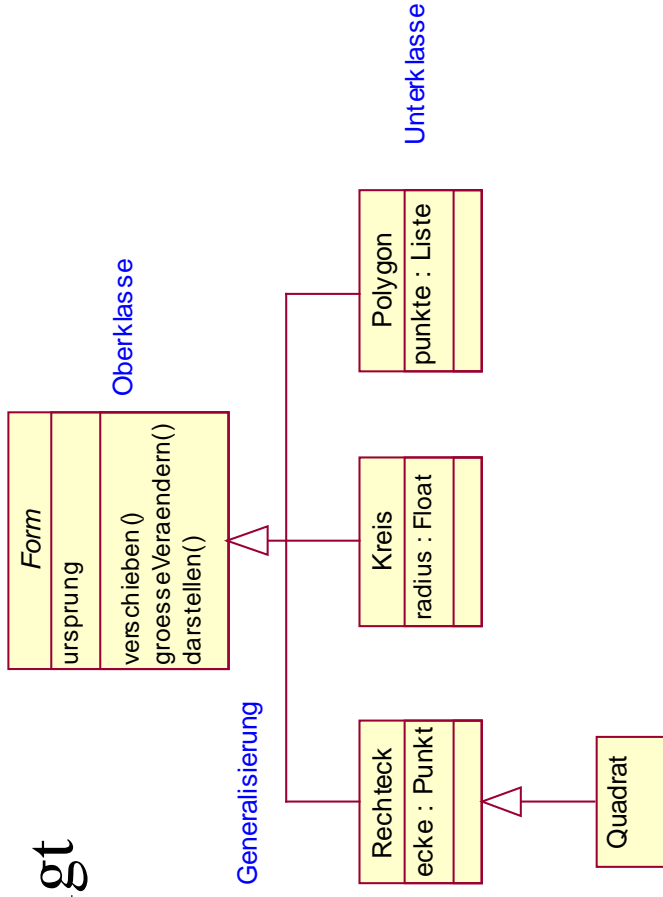 gt
Form
ursprung
verschieben()
groesseVeraendern()
darstellen()
Oberklasse
Generalisierung
Rechteck
ecke : Punkt
Kreis
radius : Float
Polygon
punkte : Liste
Unterklasse
Quadrat